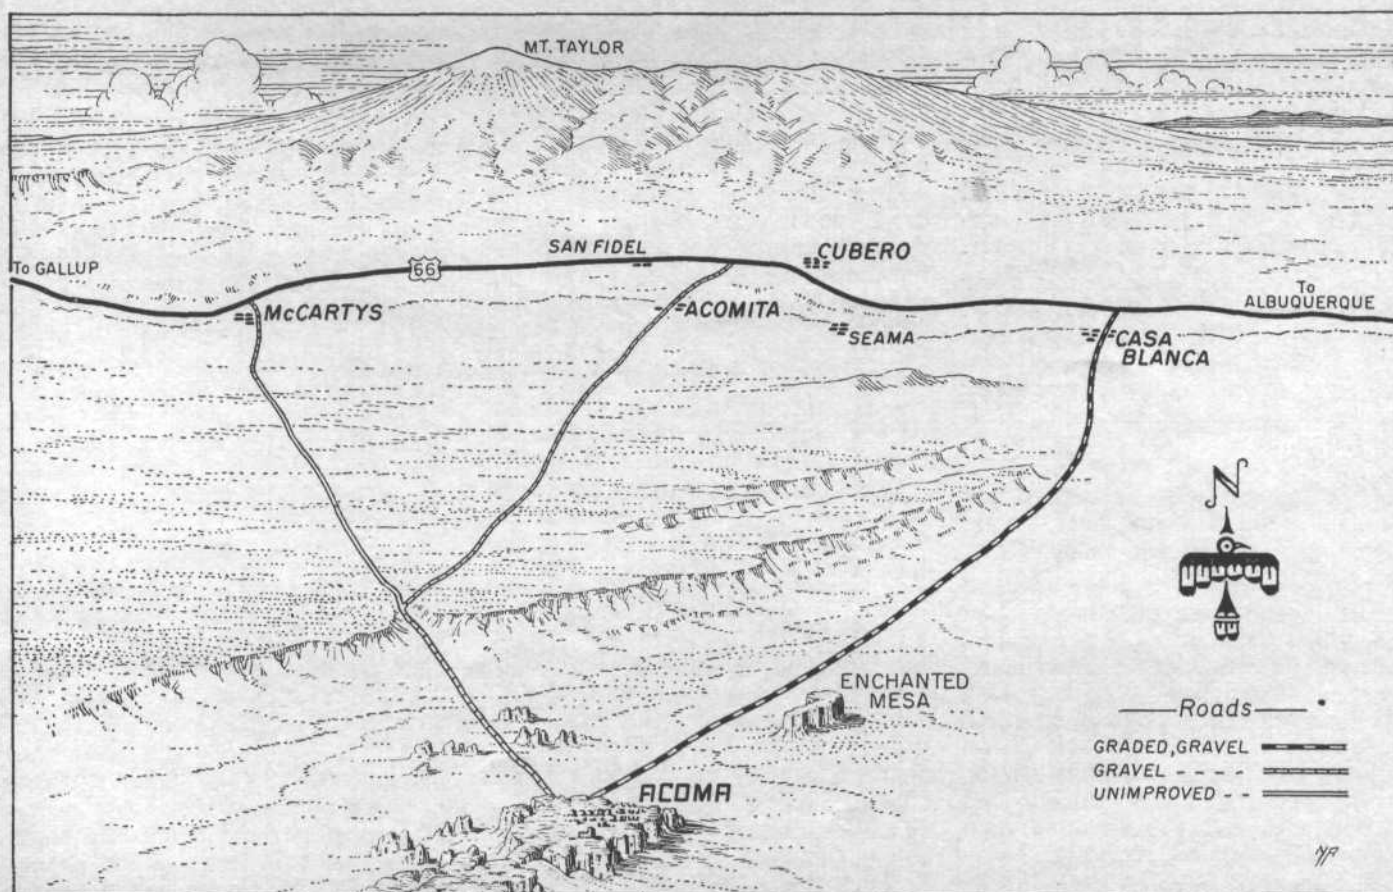 MT. TAYLOR
SAN FIDEL
CUBERO
To GALLUP
66
To
ALBUQUERQUE
McCARTYS
ACOMITA
SEAMA
CASA
BLANCA
N
ENCHANTED
MESA
Roads
GRADED, GRAVEL
GRAVEL
UNIMPROVED
ACOMA